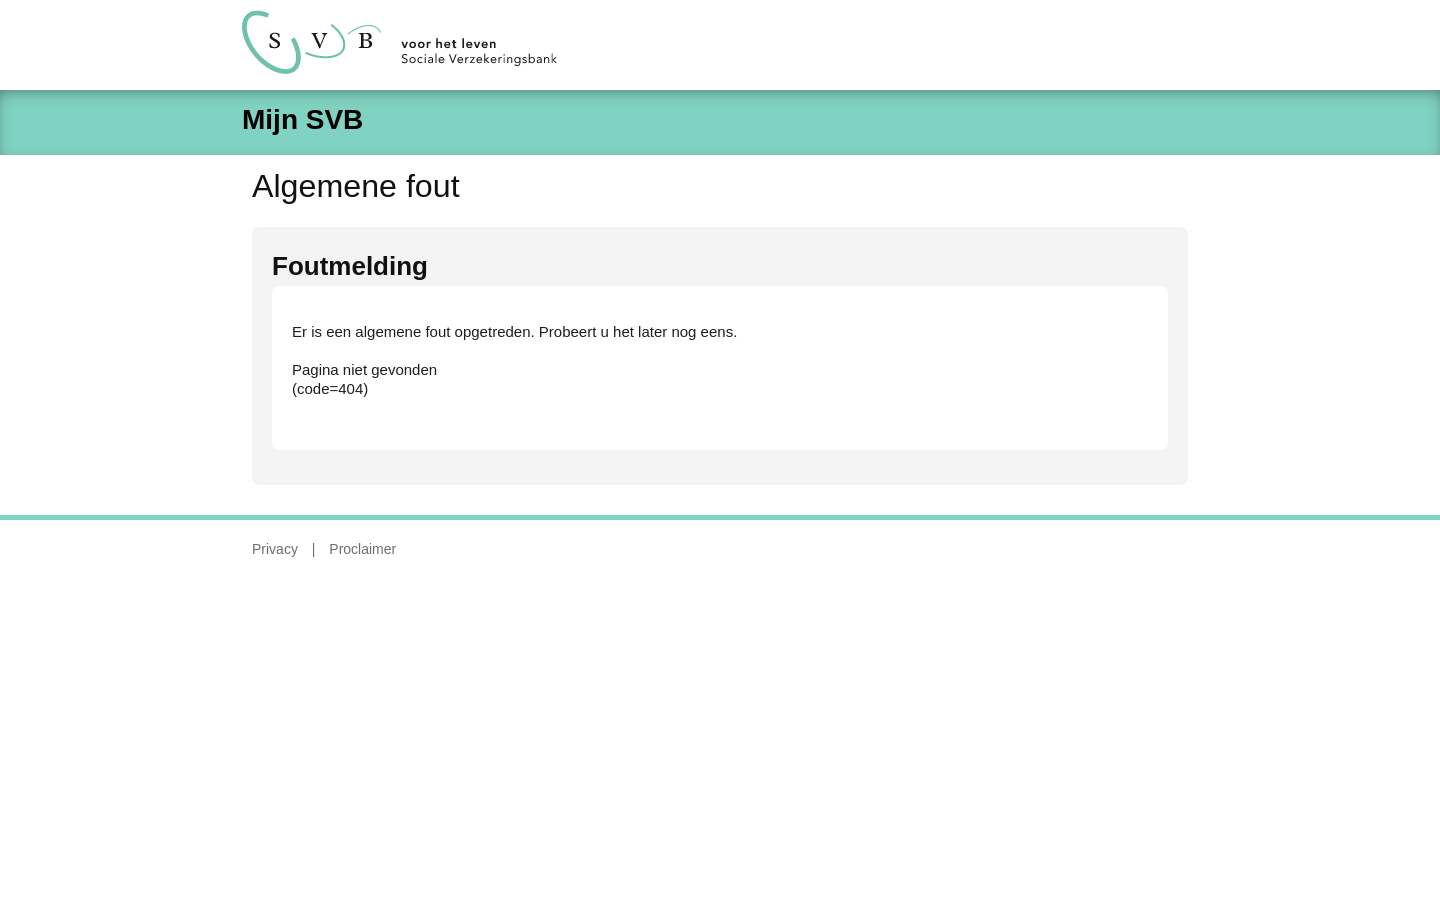 S V B
voor het leven
Sociale Verzekeringsbank
Mijn SVB
Algemene fout
Foutmelding
Er is een algemene fout opgetreden. Probeert u het later nog eens.
Pagina niet gevonden
(code=404)
Privacy | Proclaimer